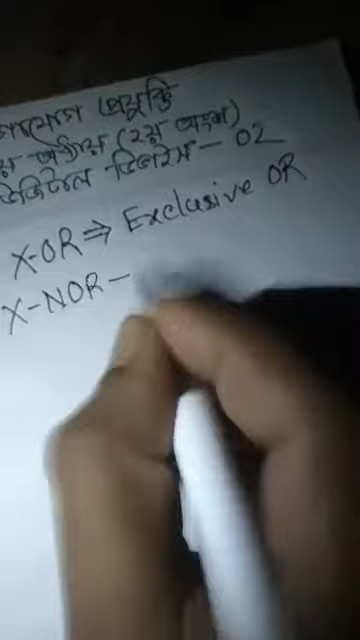 যোগাযোগ প্রযুক্তি
অধ্যায় (২য় অংশ)
ডিজিটাল ডিভাইস - 02
X-OR ⇒ Exclusive OR
X-NOR -